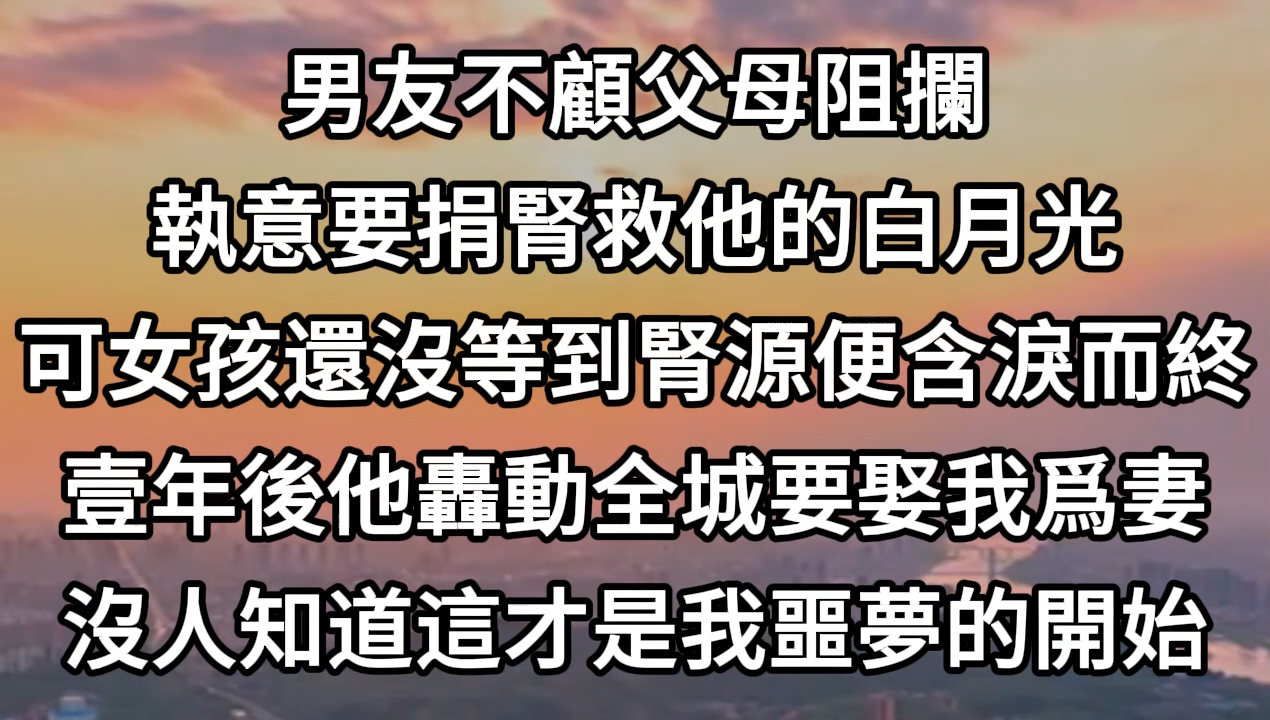 男友不顧父母阻攔
執意要捐腎救他的白月光
可女孩還沒等到腎源便含淚而終
壹年後他轟動全城要娶我爲妻
沒人知道這才是我噩夢的開始